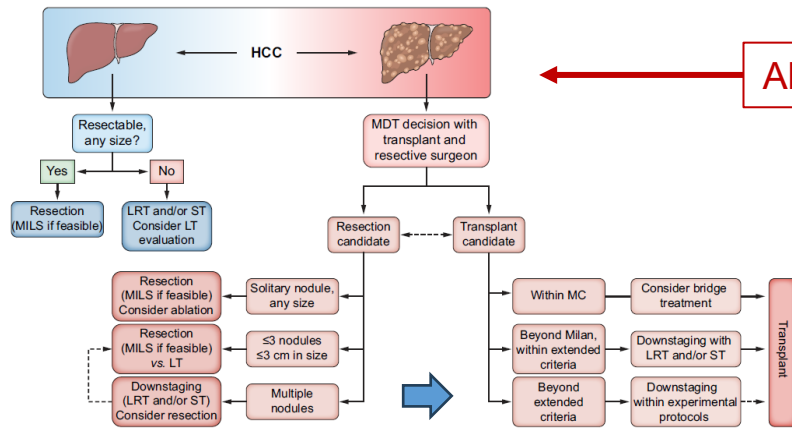 HCC
Resectable,
any size?
Yes
No
Resection
(MILS if feasible)
LRT and/or ST
Consider LT
evaluation
MDT decision with
transplant and
resective surgeon
Resection
candidate
Transplant
candidate
Resection
(MILS if feasible)
Consider ablation
Solitary nodule,
any size
Resection
(MILS if feasible)
vs. LT
≤3 nodules
≤3 cm in size
Downstaging
(LRT and/or ST)
Consider resection
Multiple
nodules
Within MC
Consider bridge
treatment
Beyond Milan,
within extended
criteria
Downstaging with
LRT and/or ST
Beyond
extended
criteria
Downstaging
within experimental
protocols
Transplant